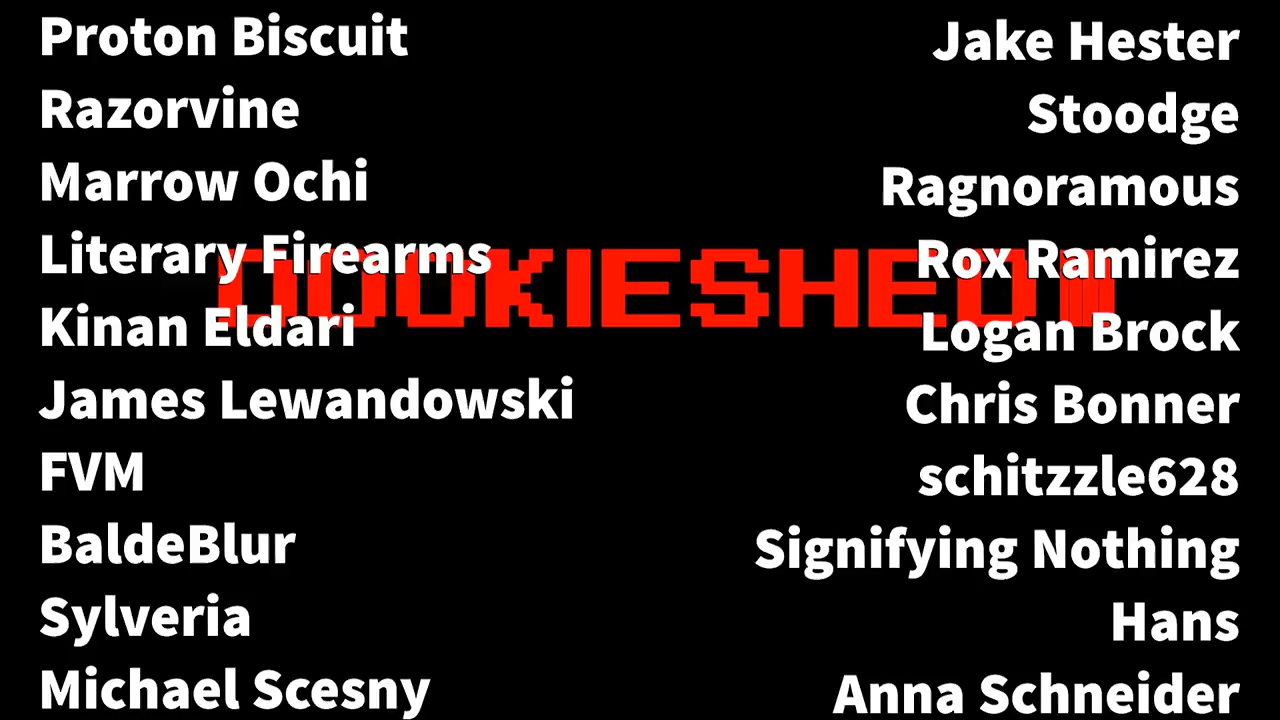 Proton Biscuit
Razorvine
Marrow Ochi
Literary Firearms
Kinan Eldari
James Lewandowski
FVM
BaldeBlur
Sylveria
Michael Scesny
Jake Hester
Stoodge
Ragnoramous
Rox Ramirez
Logan Brock
Chris Bonner
schitzzle628
Signifying Nothing
Hans
Anna Schneider